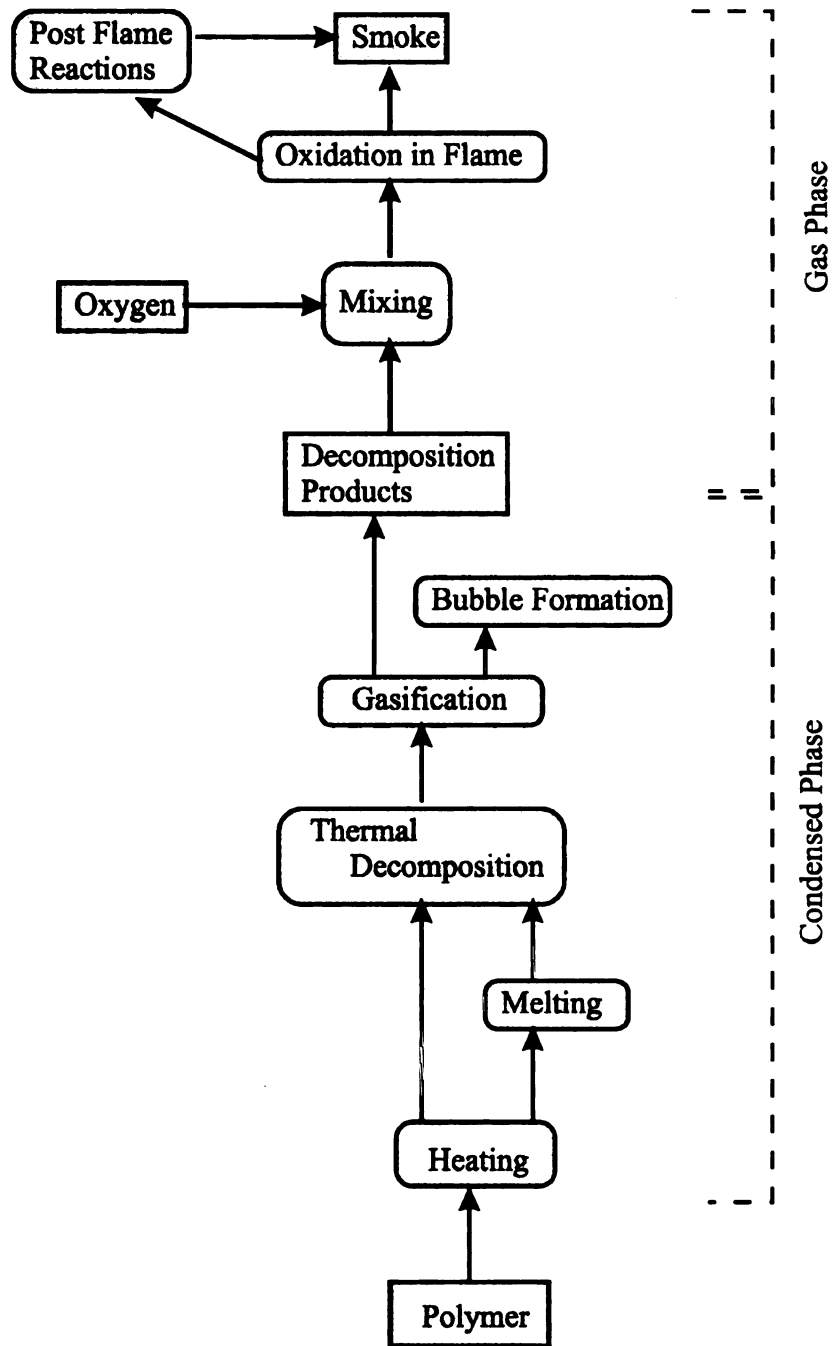 Post Flame
Reactions
Smoke
Oxidation in Flame
Oxygen
Mixing
Decomposition
Products
Bubble Formation
Gasification
Thermal
Decomposition
Melting
Heating
Polymer
Gas Phase
Condensed Phase